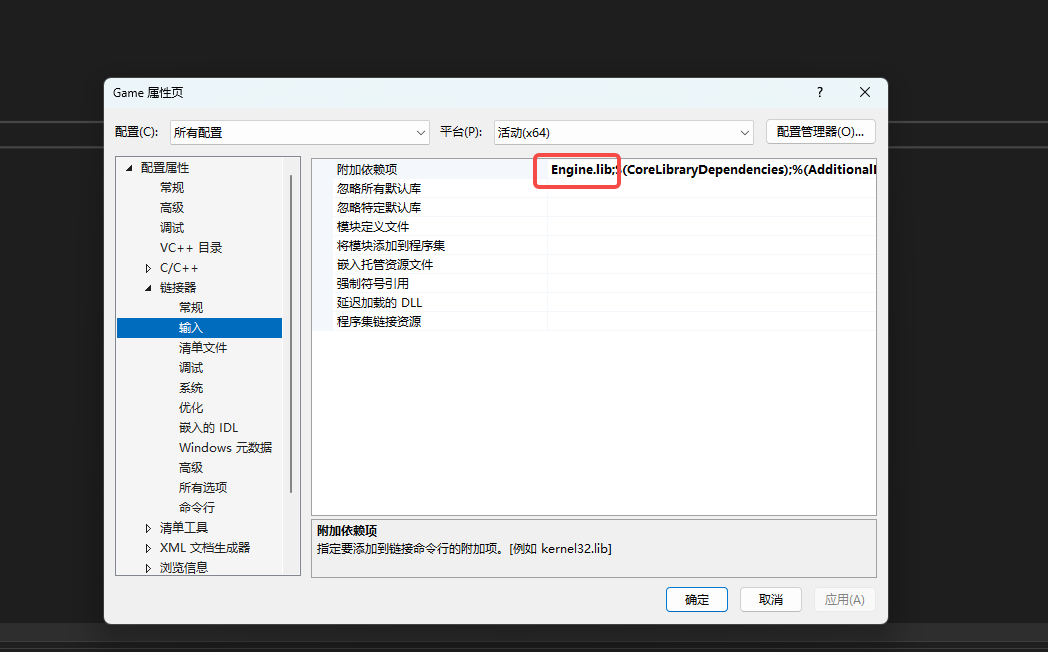 Game 属性页
?
配置(C):
所有配置
平台(P):
活动(x64)
配置管理器(O)...
配置属性
常规
高级
调试
VC++ 目录
C/C++
链接器
常规
输入
清单文件
调试
系统
优化
嵌入的 IDL
Windows 元数据
高级
所有选项
命令行
清单工具
XML 文档生成器
浏览信息
附加依赖项 Engine.lib;$(CoreLibraryDependencies);%(Additional
忽略所有默认库
忽略特定默认库
模块定义文件
将模块添加到程序集
嵌入托管资源文件
强制符号引用
延迟加载的 DLL
程序集链接资源
附加依赖项
指定要添加到链接命令行的附加项。[例如 kernel32.lib]
确定
取消
应用(A)